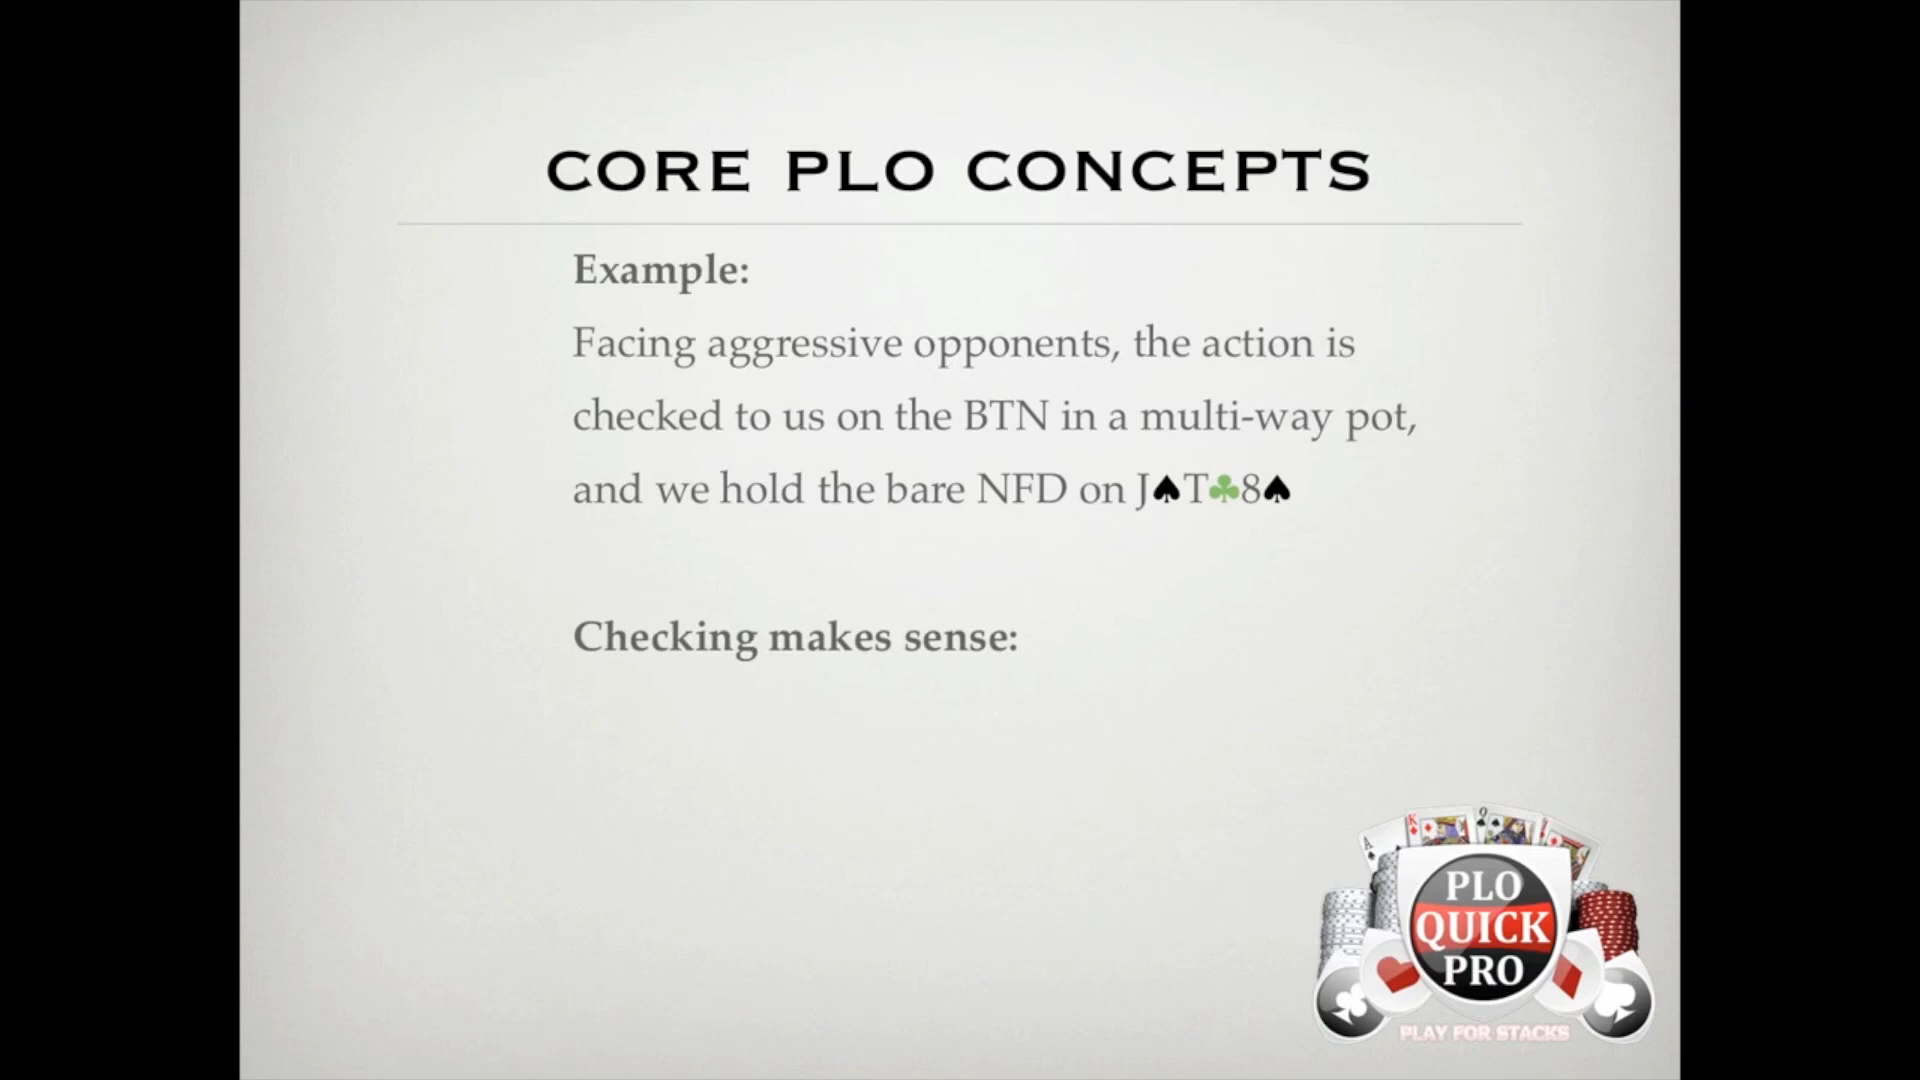 CORE PLO CONCEPTS
Example:
Facing aggressive opponents, the action is
checked to us on the BTN in a multi-way pot,
and we hold the bare NFD on J♠T♣8♠
Checking makes sense:
A K Q
PLO
QUICK
PRO
PLAY FOR STACKS